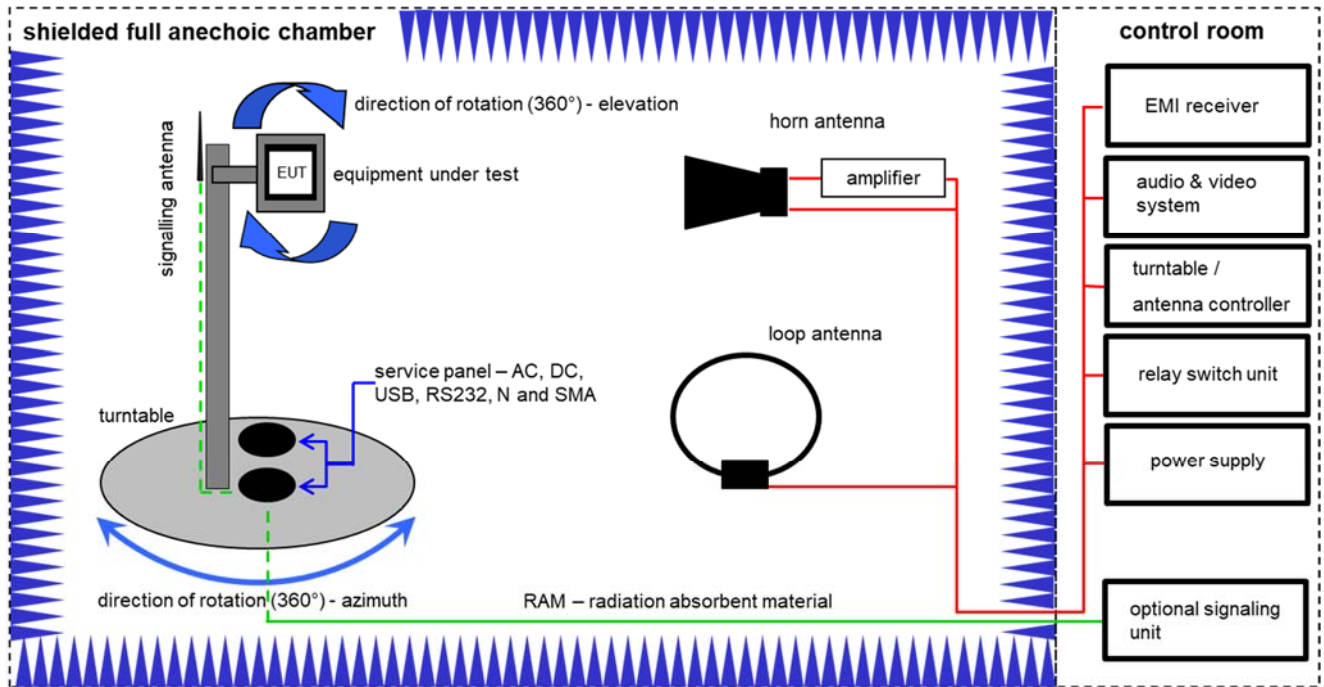 shielded full anechoic chamber
control room
direction of rotation (360°) - elevation
signalling antenna
EUT
equipment under test
horn antenna
amplifier
loop antenna
service panel – AC, DC,
USB, RS232, N and SMA
turntable
direction of rotation (360°) - azimuth
RAM – radiation absorbent material
EMI receiver
audio & video
system
turntable /
antenna controller
relay switch unit
power supply
optional signaling
unit